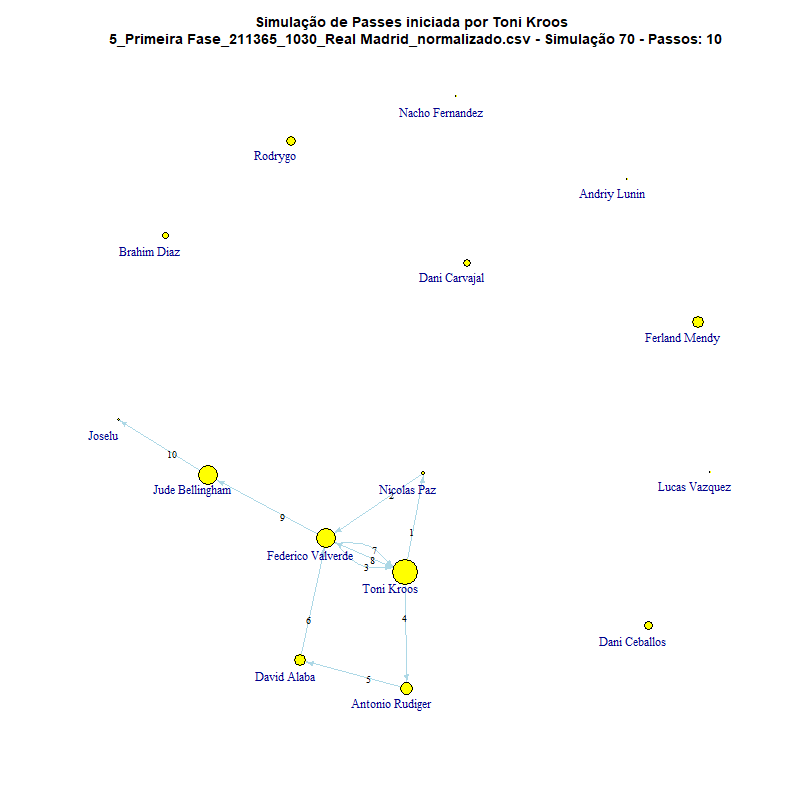 Simulação de Passes iniciada por Toni Kroos
5_Primeira Fase_211365_1030_Real Madrid_normalizado.csv - Simulação 70 - Passos: 10
Nacho Fernandez
Rodrygo
Andriy Lunin
Brahim Diaz
Dani Carvajal
Ferland Mendy
Joselu
10
Jude Bellingham
Nicolas Paz
2
Lucas Vazquez
9
1
Federico Valverde
7
8
3
Toni Kroos
4
6
Dani Ceballos
David Alaba
5
Antonio Rudiger